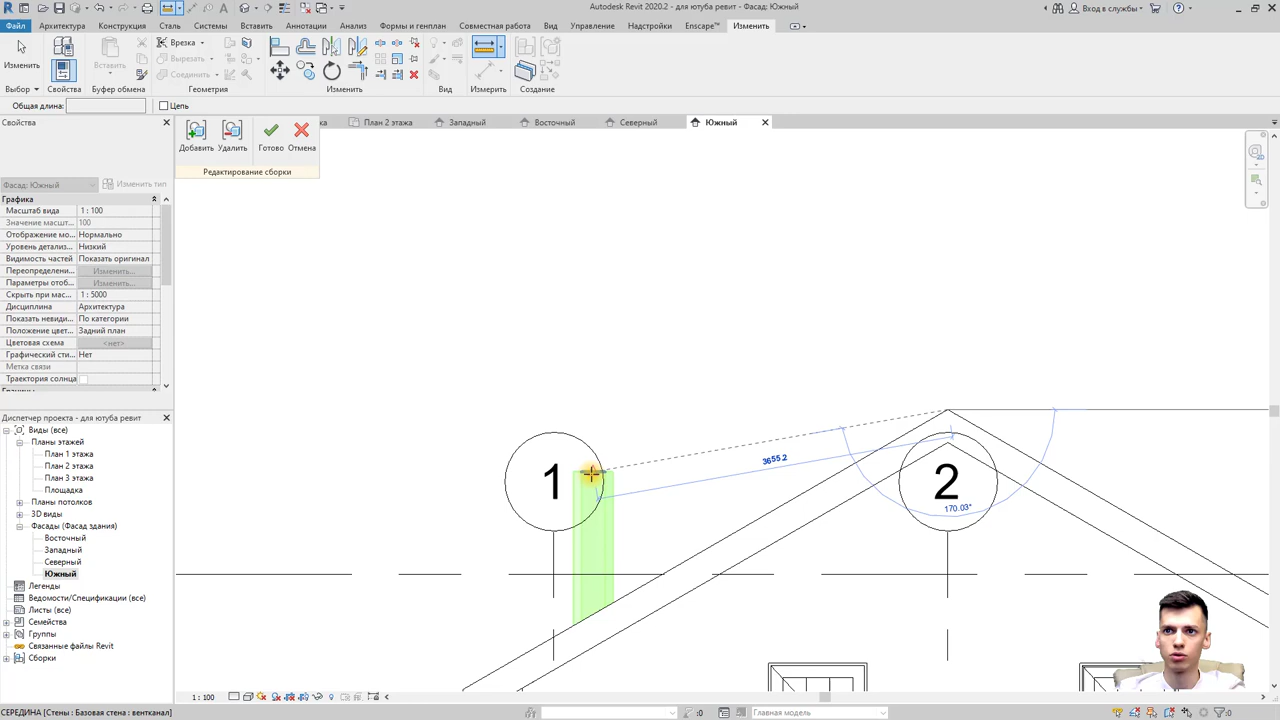 Autodesk Revit 2020.2 - для ютуба ревит - Фасад: Южный
Вход в службы
Файл Архитектура Конструкция Сталь Системы Вставить Аннотации Анализ Формы и генплан Совместная работа Вид Управление Надстройки Enscape™ Изменить
Изменить
Вставить
Врезка
Вырезать
Соединить
Выбор Свойства Буфер обмена Геометрия Изменить Вид Измерить Создание
Общая длина: Цепь
Свойства
План 2 этажа Западный Восточный Северный Южный
Добавить Удалить Готово Отмена
Редактирование сборки
Фасад: Южный Изменить тип
Графика
Масштаб вида 1 : 100
Значение масшт... 100
Отображение мо... Нормально
Уровень детализ... Низкий
Видимость частей Показать оригинал
Переопределени... Изменить...
Параметры отоб... Изменить...
Скрыть при мас... 1 : 5000
Дисциплина Архитектура
Показать невиди... По категории
Положение цвет... Задний план
Цветовая схема <нет>
Графический сти... Нет
Метка связи
Траектория солнца
Границы
Диспетчер проекта - для ютуба ревит
Виды (все)
Планы этажей
План 1 этажа
План 2 этажа
План 3 этажа
Площадка
Планы потолков
3D виды
Фасады (Фасад здания)
Восточный
Западный
Северный
Южный
Легенды
Ведомости/Спецификации (все)
Листы (все)
Семейства
Группы
Связанные файлы Revit
Сборки
1
2
3655.2
170.03°
1 : 100
СЕРЕДИНА [Стены : Базовая стена : вентканал]
:0
Главная модель
:0